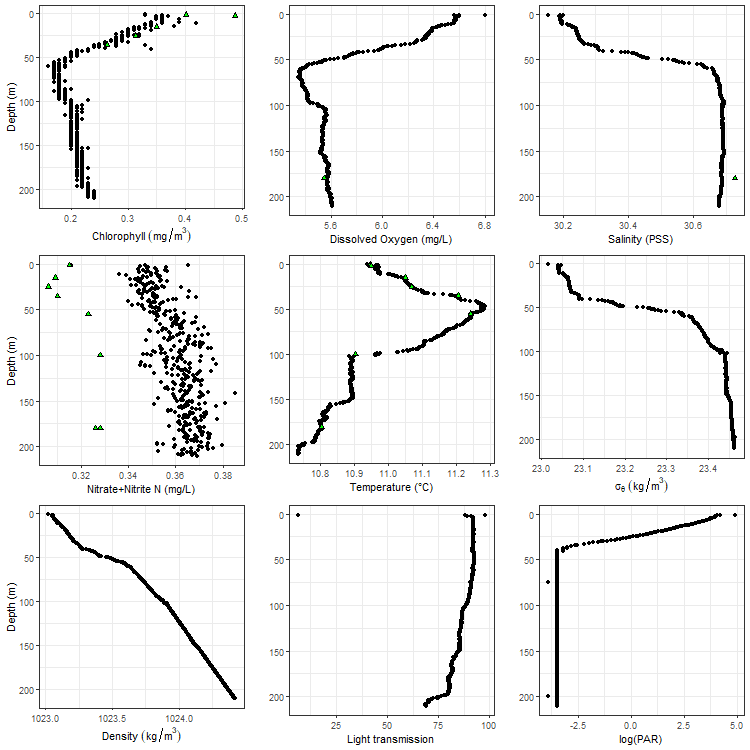 0
50
100
150
200
Depth (m)
0.2 0.3 0.4 0.5
Chlorophyll (mg/m³)
0
50
100
150
200
5.6 6.0 6.4 6.8
Dissolved Oxygen (mg/L)
0
50
100
150
200
30.2 30.4 30.6
Salinity (PSS)
0
50
100
150
200
Depth (m)
0.32 0.34 0.36 0.38
Nitrate+Nitrite N (mg/L)
0
50
100
150
200
10.8 10.9 11.0 11.1 11.2 11.3
Temperature (°C)
0
50
100
150
200
23.0 23.1 23.2 23.3 23.4
σθ (kg/m³)
0
50
100
150
200
Depth (m)
1023.0 1023.5 1024.0
Density (kg/m³)
0
50
100
150
200
25 50 75 100
Light transmission
0
50
100
150
200
-2.5 0.0 2.5 5.0
log(PAR)